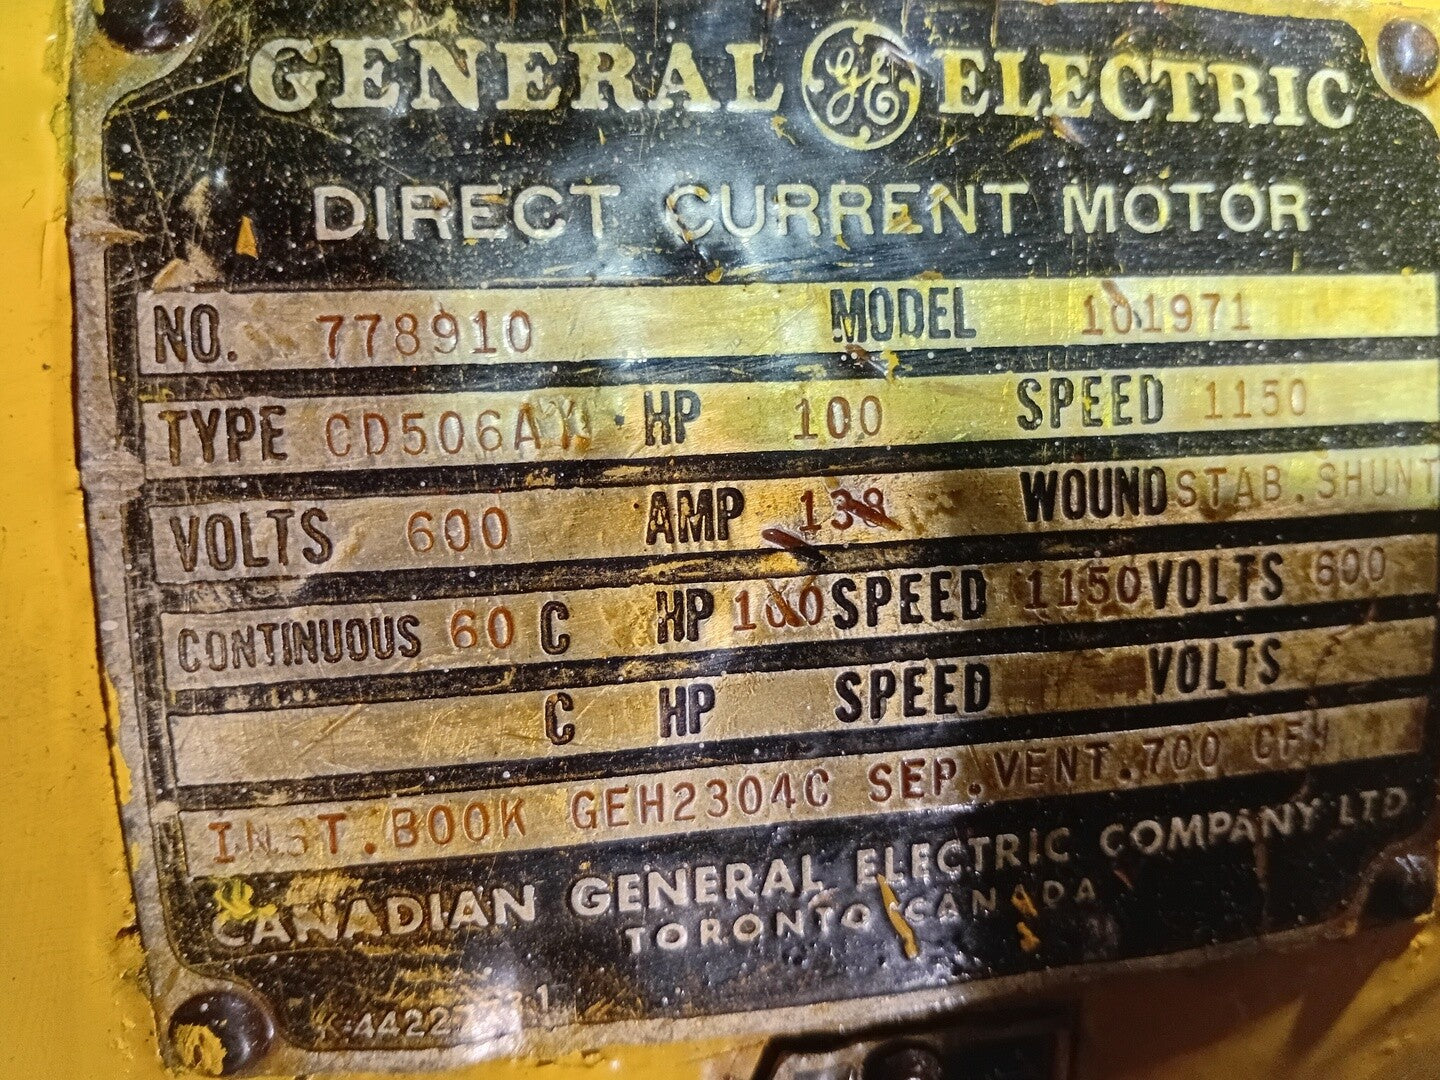 GENERAL GE ELECTRIC
DIRECT CURRENT MOTOR
NO. 778910 MODEL 101971
TYPE CD506AY HP 100 SPEED 1150
VOLTS 600 AMP 138 WOUND STAB.SHUNT
CONTINUOUS 60 C HP 100 SPEED 1150 VOLTS 600
C HP SPEED VOLTS
INST.BOOK GEH2304C SEP.VENT.700 CFM
CANADIAN GENERAL ELECTRIC COMPANY LTD
TORONTO CANADA